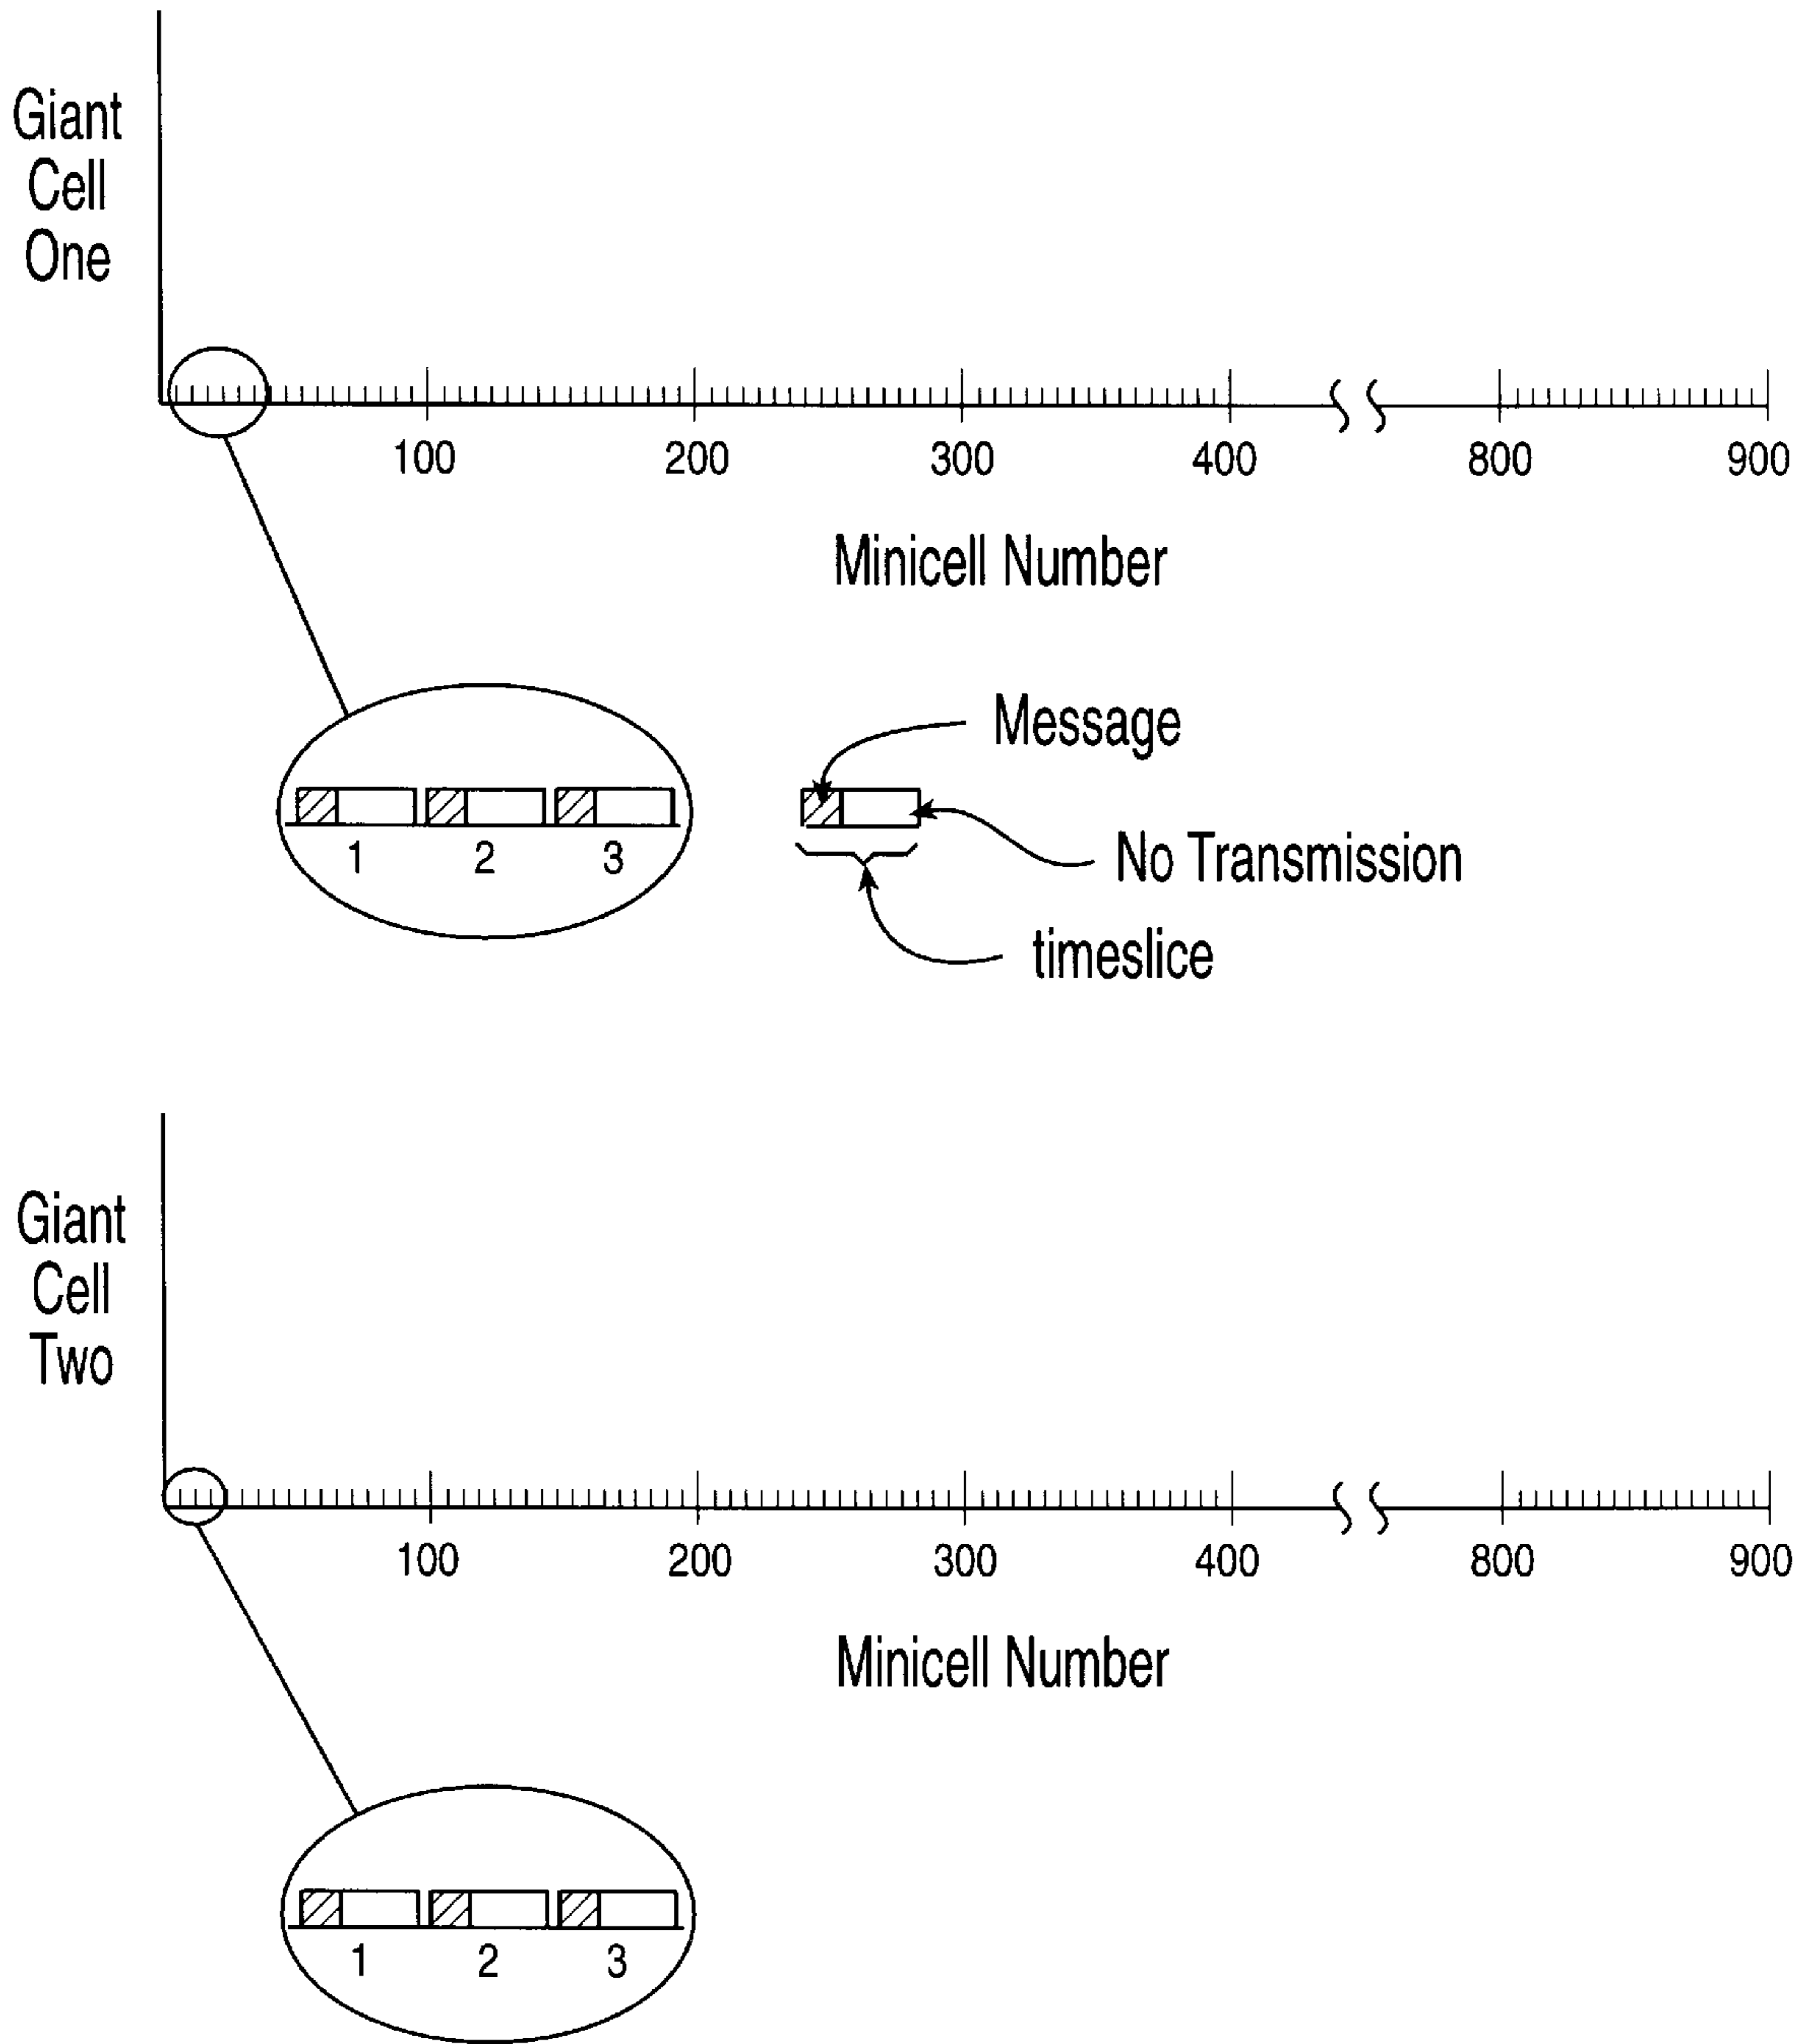 Giant
Cell
One
100 200 300 400 800 900
Minicell Number
Message
1 2 3
No Transmission
timeslice
Giant
Cell
Two
100 200 300 400 800 900
Minicell Number
1 2 3